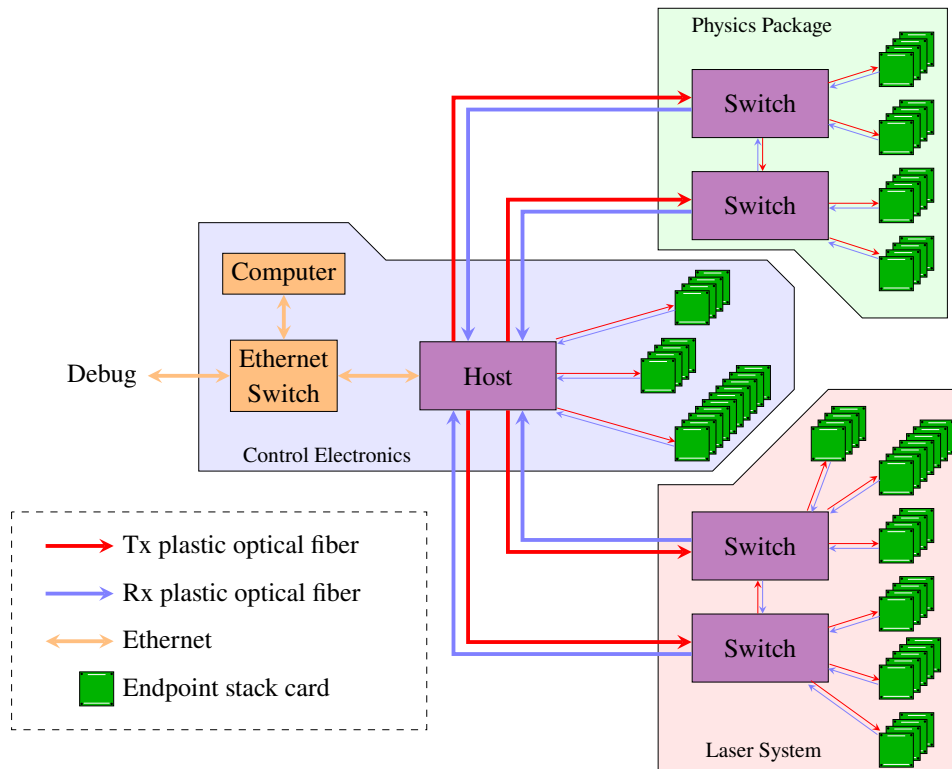 Physics Package
Switch
Switch
Computer
Ethernet
Switch
Debug
Host
Control Electronics
Switch
Switch
Laser System
Tx plastic optical fiber
Rx plastic optical fiber
Ethernet
Endpoint stack card